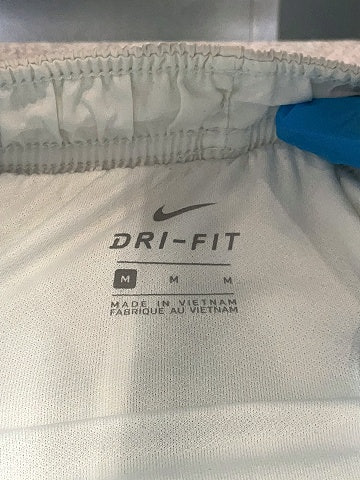 DRI-FIT
M M M
MADE IN VIETNAM
FABRIQUE AU VIETNAM